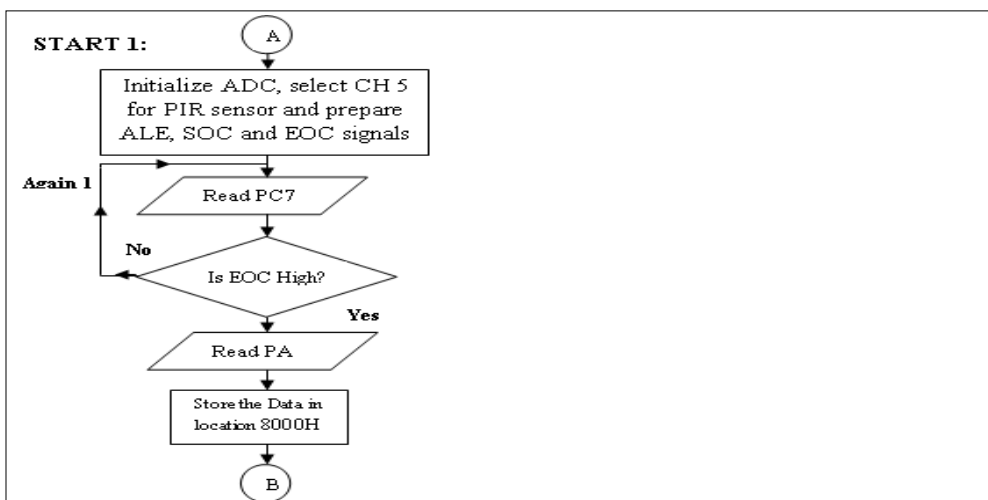 START 1:
A
Initialize ADC, select CH 5
for PIR sensor and prepare
ALE, SOC and EOC signals
Again 1
Read PC7
No
Is EOC High?
Yes
Read PA
Store the Data in
location 8000H
B